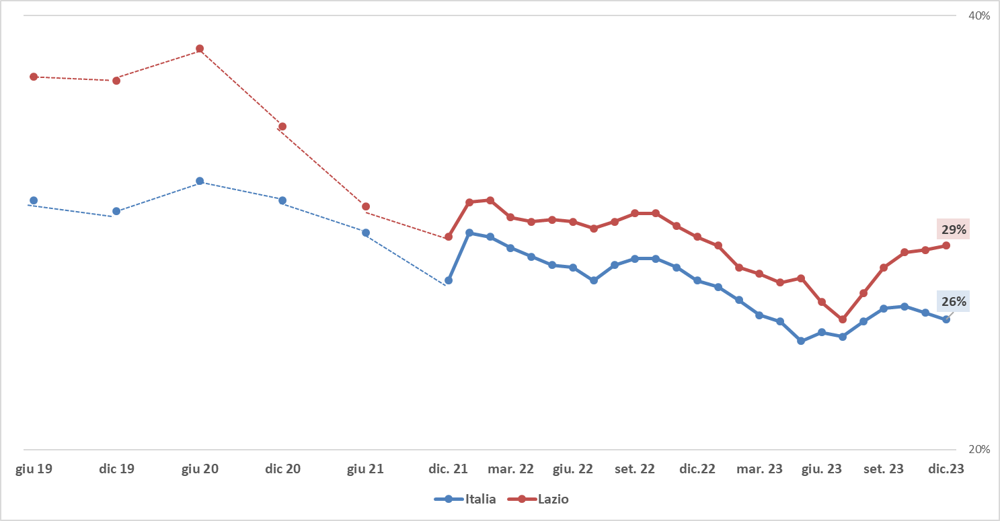 40%
29%
26%
20%
giu 19 dic 19 giu 20 dic 20 giu 21 dic. 21 mar. 22 giu. 22 set. 22 dic.22 mar. 23 giu. 23 set. 23 dic.23
Italia Lazio